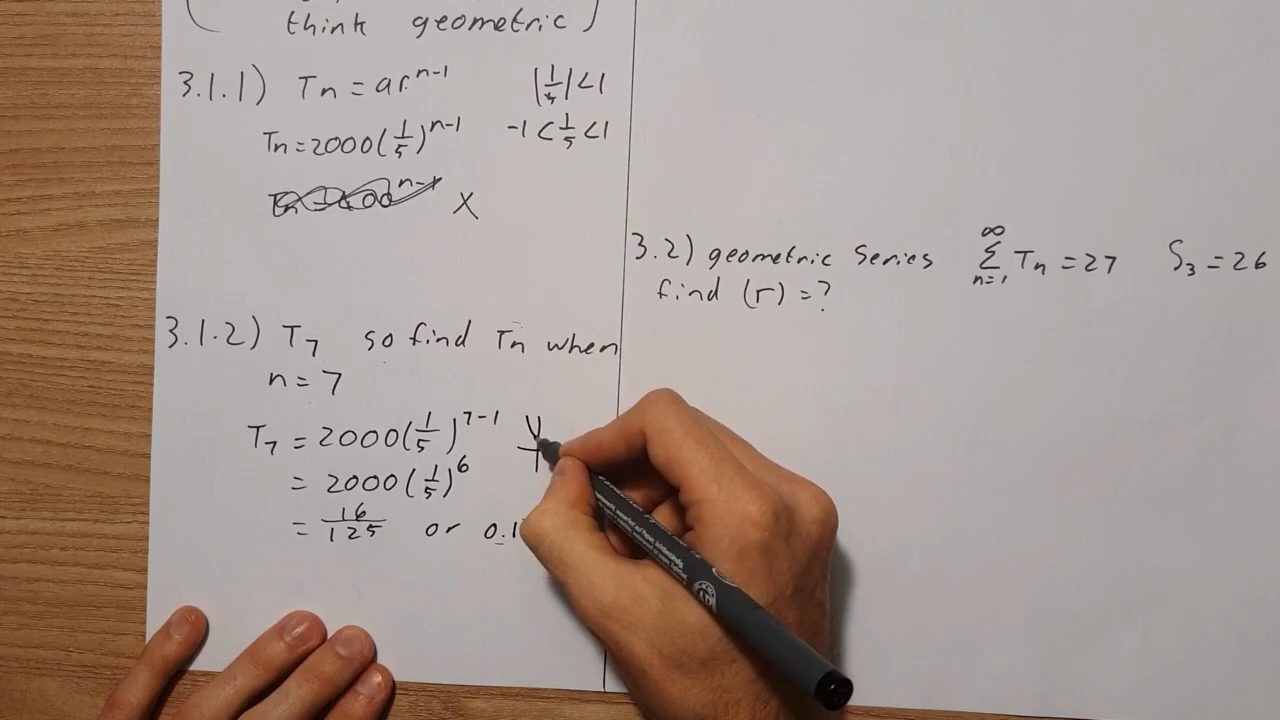 think geometric)
3.1.1) Tn = ar^n-1 |1/5|<1
Tn = 2000(1/5)^n-1 -1<1/5<1
X
3.1.2) T7 so find Tn when
n = 7
T7 = 2000(1/5)^7-1
= 2000(1/5)^6
= 16/125 or 0.1
3.2) geometric series ∞ Σ n=1 Tn = 27 S3 = 26
find (r) = ?